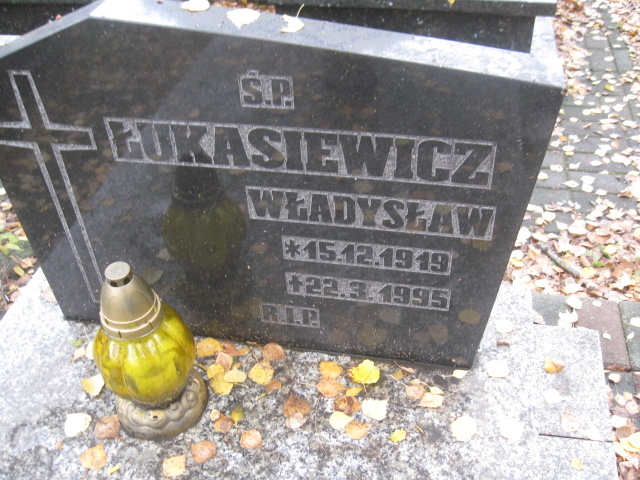 Ś.P.
ŁUKASIEWICZ
WŁADYSŁAW
*15.12.1919
†22.3.1995
R.I.P.